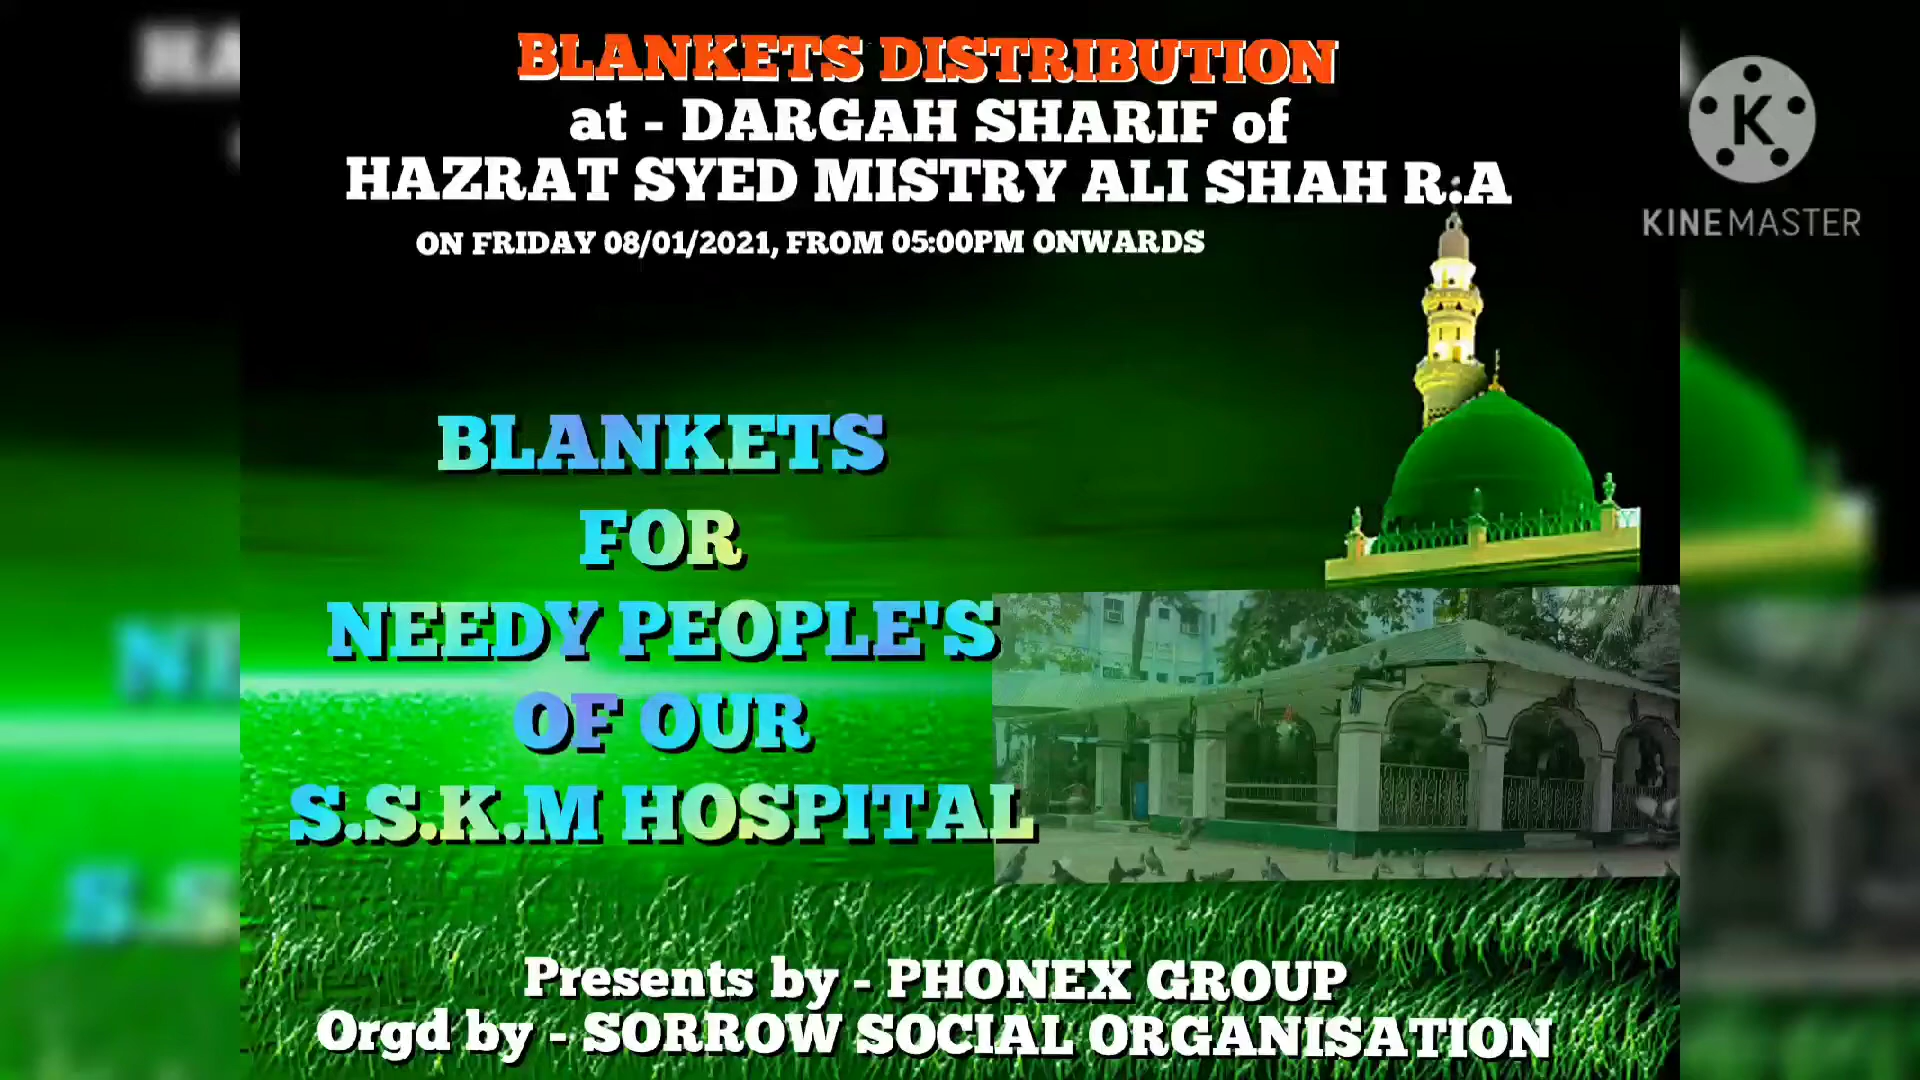 BLANKETS DISTRIBUTION
at - DARGAH SHARIF of
HAZRAT SYED MISTRY ALI SHAH R.A
ON FRIDAY 08/01/2021, FROM 05:00PM ONWARDS
K
KINEMASTER
BLANKETS
FOR
NEEDY PEOPLE'S
OF OUR
S.S.K.M HOSPITAL
Presents by - PHONEX GROUP
Orgd by - SORROW SOCIAL ORGANISATION